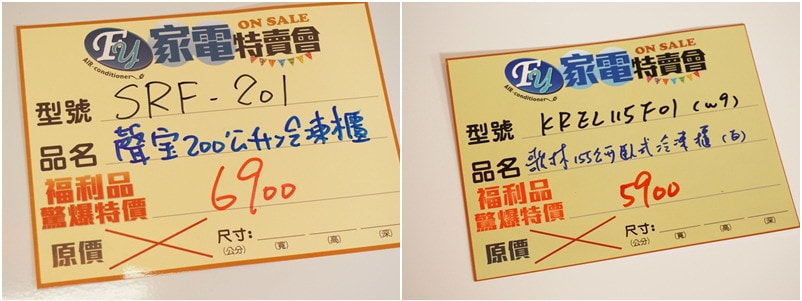 FY 家電特賣會 ON SALE
AIR-conditioner
型號 SRF-201
品名 聲宝200公升冷凍櫃
福利品
驚爆特價 6900
原價 尺寸: (公分) (寬) (高) (深)
FY 家電特賣會 ON SALE
AIR-conditioner
型號 KREL115F01 (W9)
品名 歌林155公升臥式冷凍櫃 (白)
福利品
驚爆特價 5900
原價 尺寸: (公分) (寬) (高) (深)